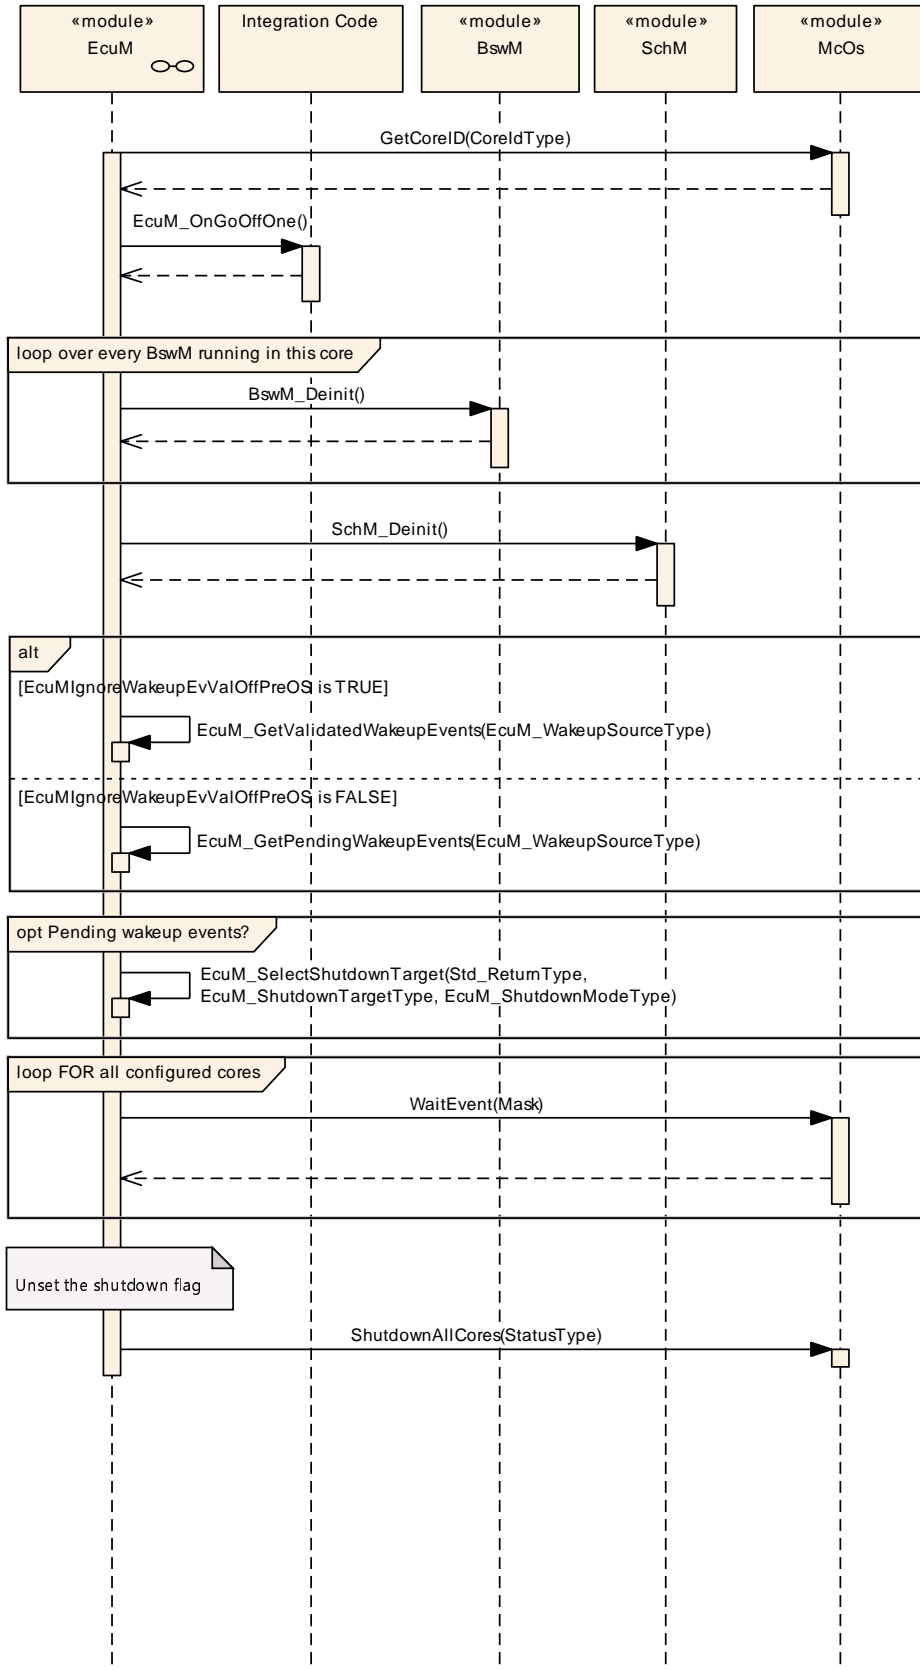 «module»
EcuM
Integration Code
«module»
BswM
«module»
SchM
«module»
McOs
GetCoreID(CoreIdType)
EcuM_OnGoOffOne()
loop over every BswM running in this core
BswM_Deinit()
SchM_Deinit()
alt
[EcuMIgnoreWakeupEvValOffPreOS is TRUE]
EcuM_GetValidatedWakeupEvents(EcuM_WakeupSourceType)
[EcuMIgnoreWakeupEvValOffPreOS is FALSE]
EcuM_GetPendingWakeupEvents(EcuM_WakeupSourceType)
opt Pending wakeup events?
EcuM_SelectShutdownTarget(Std_ReturnType,
EcuM_ShutdownTargetType, EcuM_ShutdownModeType)
loop FOR all configured cores
WaitEvent(Mask)
Unset the shutdown flag
ShutdownAllCores(StatusType)